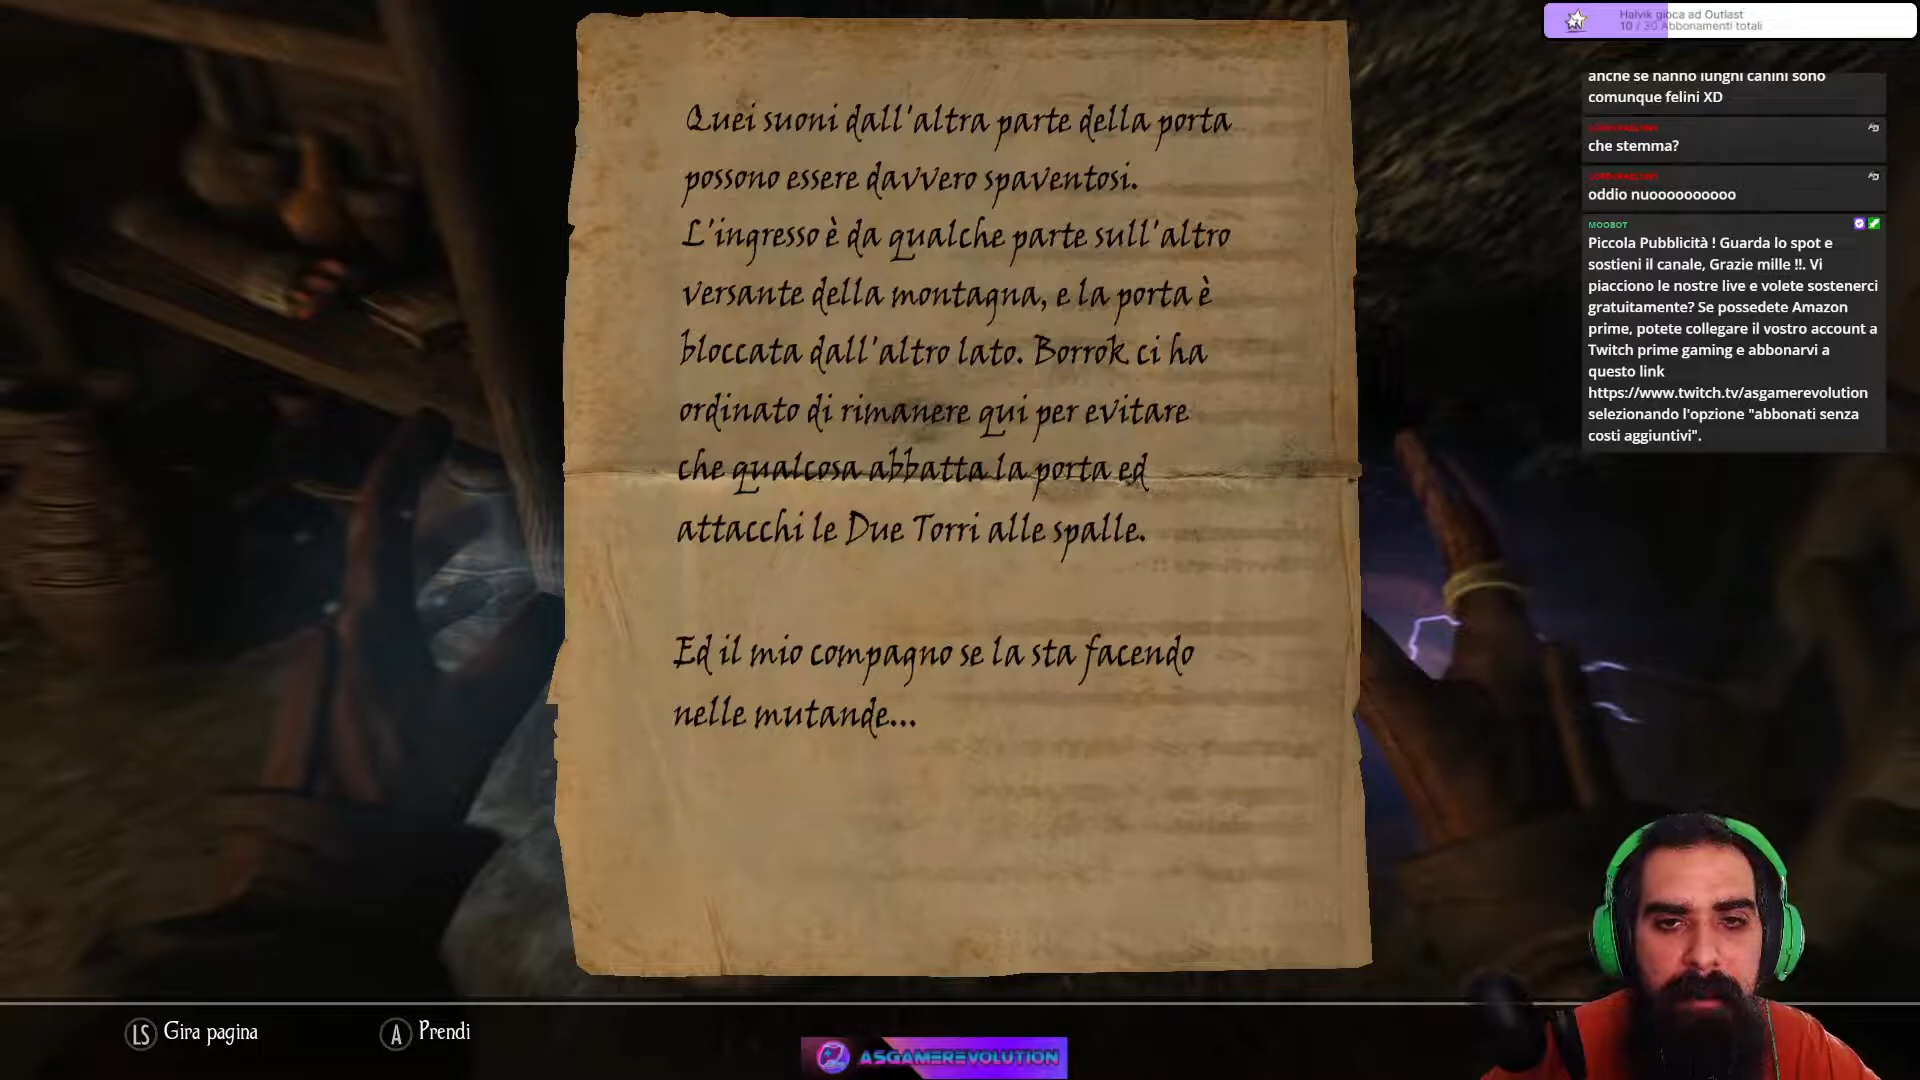 Halvik gioca ad Outlast
10 / 30 Abbonamenti totali
anche se hanno lunghi canini sono
comunque felini XD
che stemma?
oddio nuoooooooooo
MOOBOT
Piccola Pubblicità ! Guarda lo spot e
sostieni il canale, Grazie mille !!. Vi
piacciono le nostre live e volete sostenerci
gratuitamente? Se possedete Amazon
prime, potete collegare il vostro account a
Twitch prime gaming e abbonarvi a
questo link
https://www.twitch.tv/asgamerevolution
selezionando l'opzione "abbonati senza
costi aggiuntivi".
Quei suoni dall'altra parte della porta
possono essere davvero spaventosi.
L'ingresso è da qualche parte sull'altro
versante della montagna, e la porta è
bloccata dall'altro lato. Borrok ci ha
ordinato di rimanere qui per evitare
che qualcosa abbatta la porta ed
attacchi le Due Torri alle spalle.
Ed il mio compagno se la sta facendo
nelle mutande...
LS Gira pagina
A Prendi
ASGAMEREVOLUTION